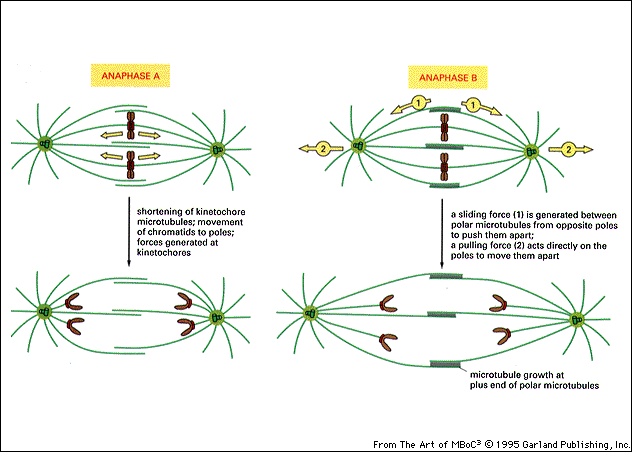 ANAPHASE A
ANAPHASE B
1
1
2
2
shortening of kinetochore
microtubules; movement
of chromatids to poles;
forces generated at
kinetochores
a sliding force (1) is generated between
polar microtubules from opposite poles
to push them apart;
a pulling force (2) acts directly on the
poles to move them apart
microtubule growth at
plus end of polar microtubules
From The Art of MBoC³ © 1995 Garland Publishing, Inc.